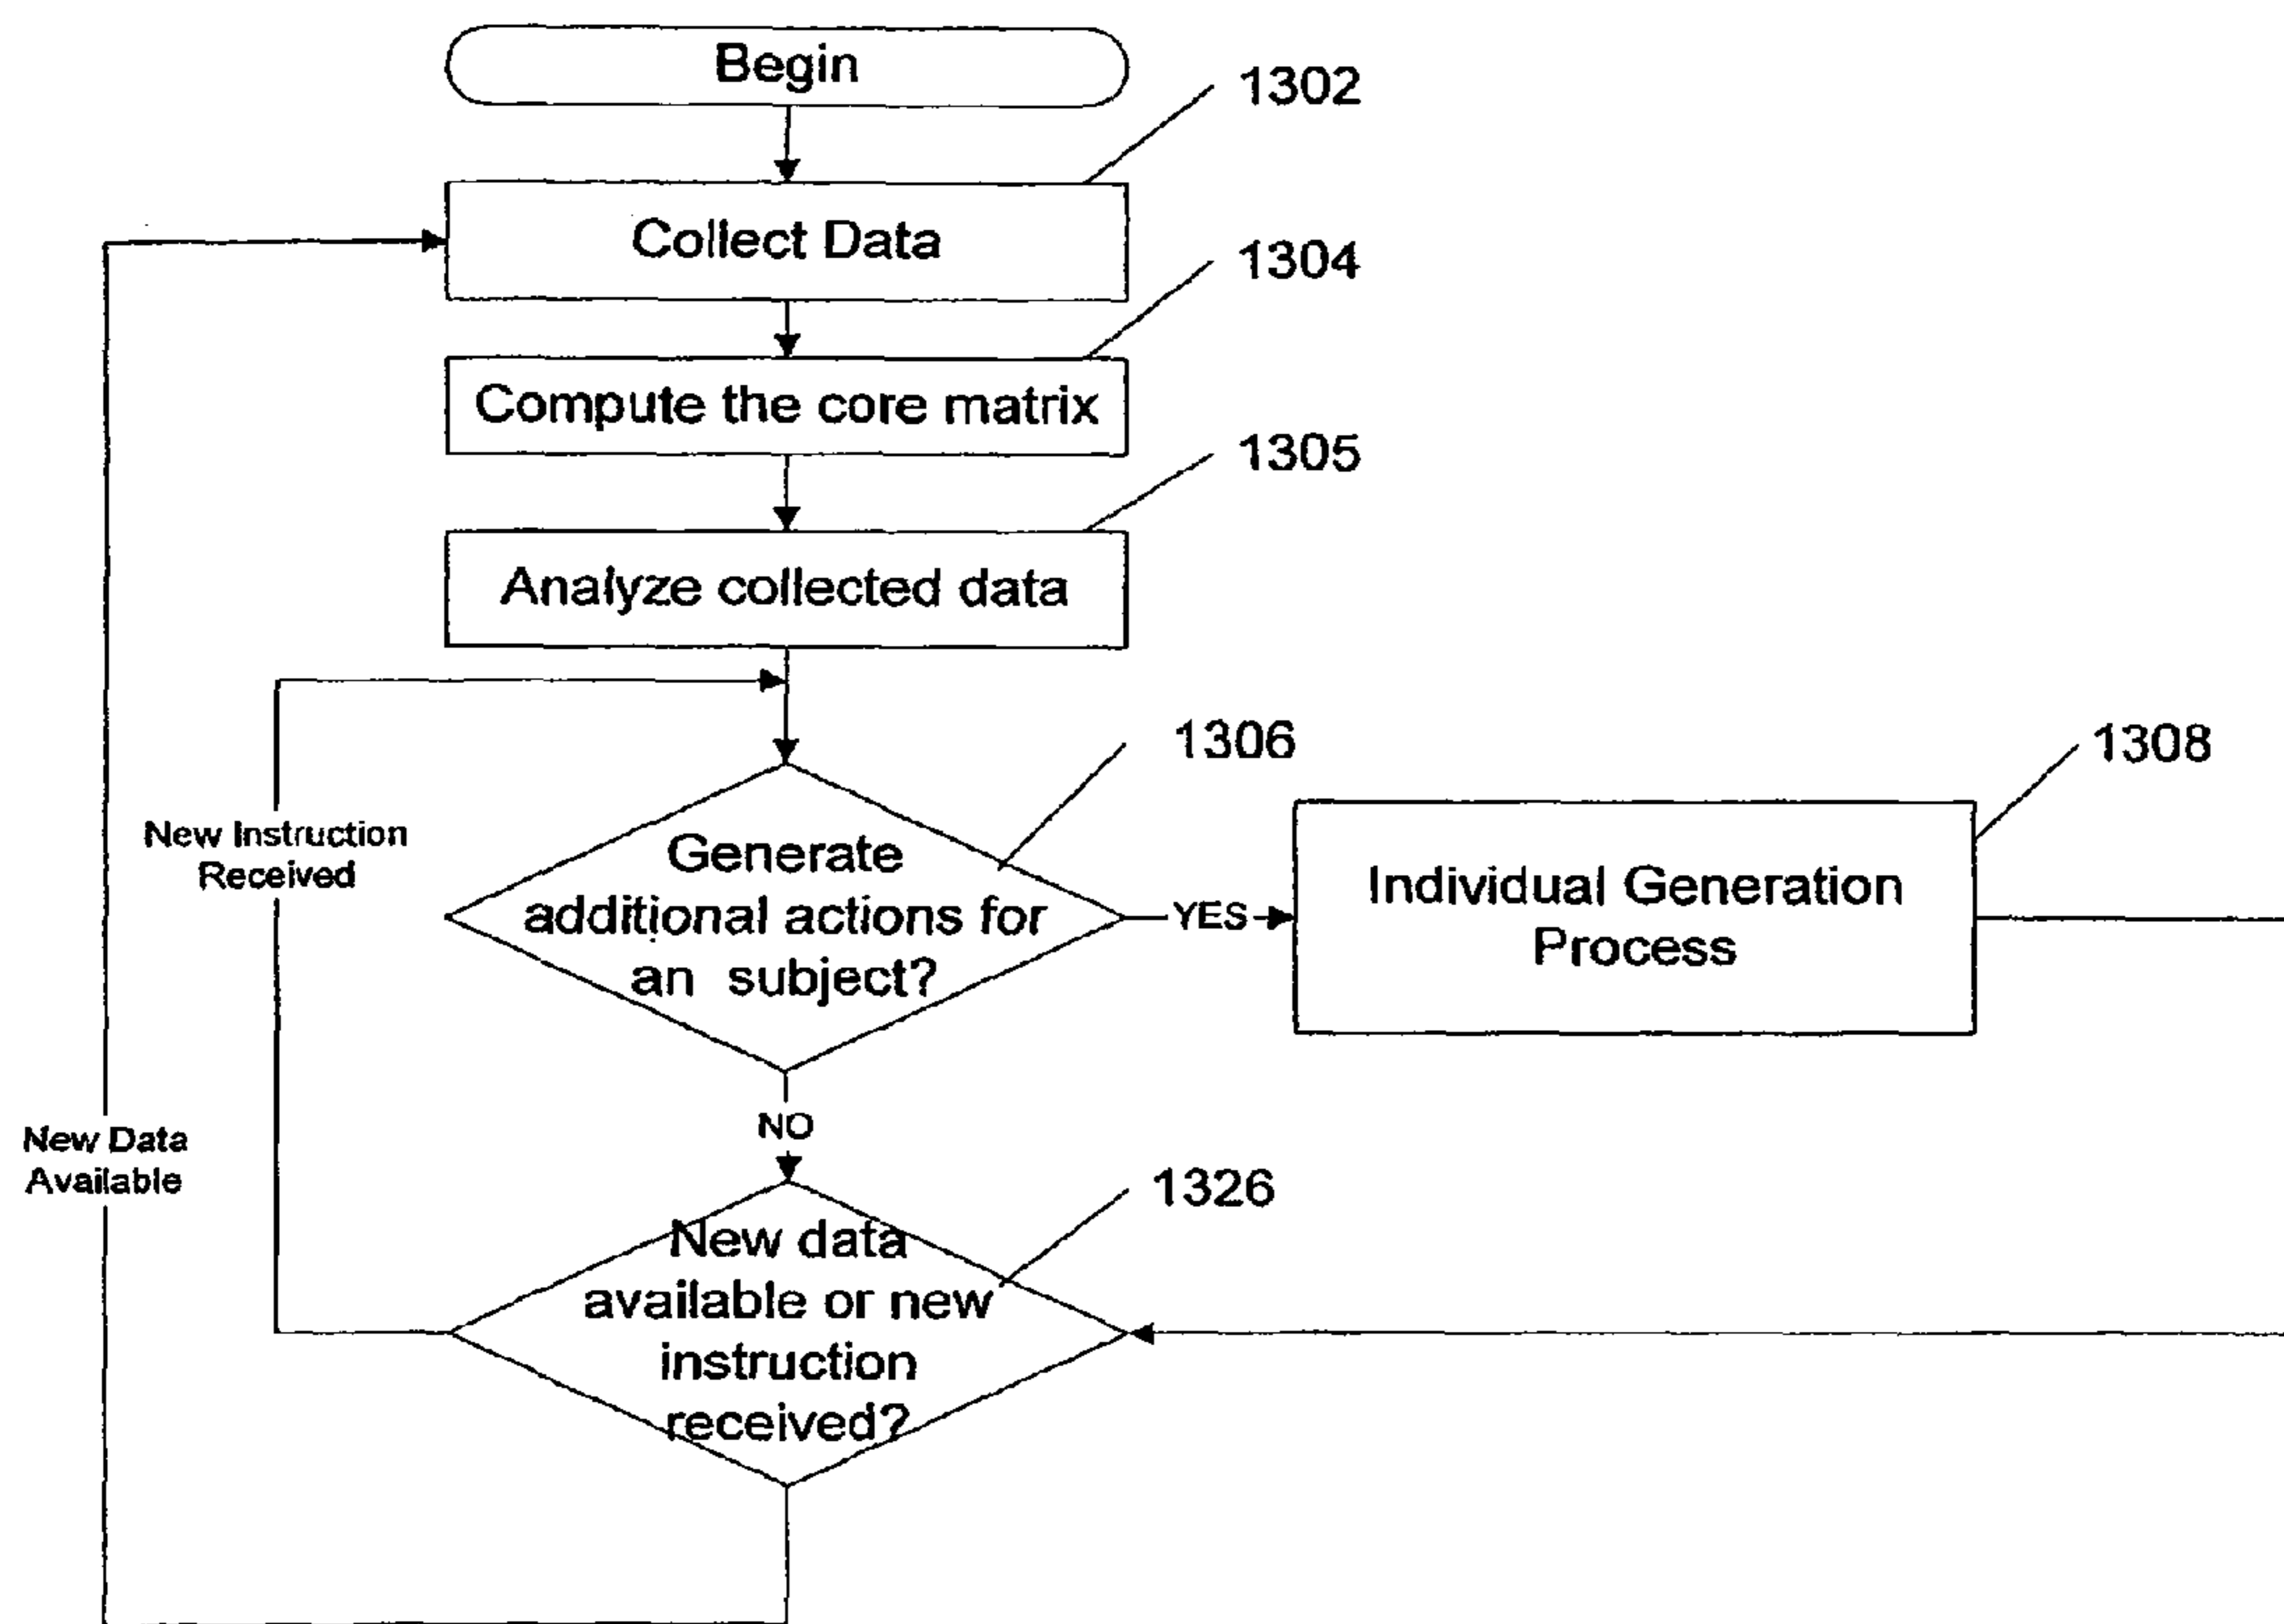 Begin
1302
Collect Data
1304
Compute the core matrix
1305
Analyze collected data
1306
1308
New Instruction
Received
Generate
additional actions for
an subject?
YES
Individual Generation
Process
NO
New Data
Available
1326
New data
available or new
instruction
received?